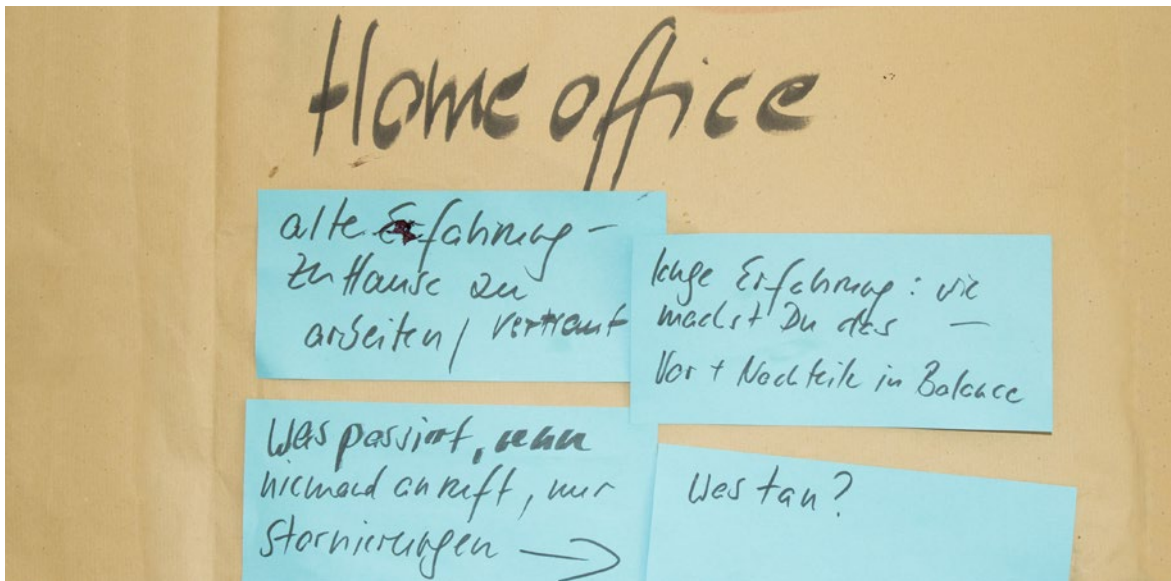 Home office
alte Erfahrung –
zu Hause zu
arbeiten / vertraut
lange Erfahrung: wie
machst Du das —
Vor + Nachteile in Balance
Was passiert, wenn
niemand anruft, nur
Stornierungen →
Was tan?